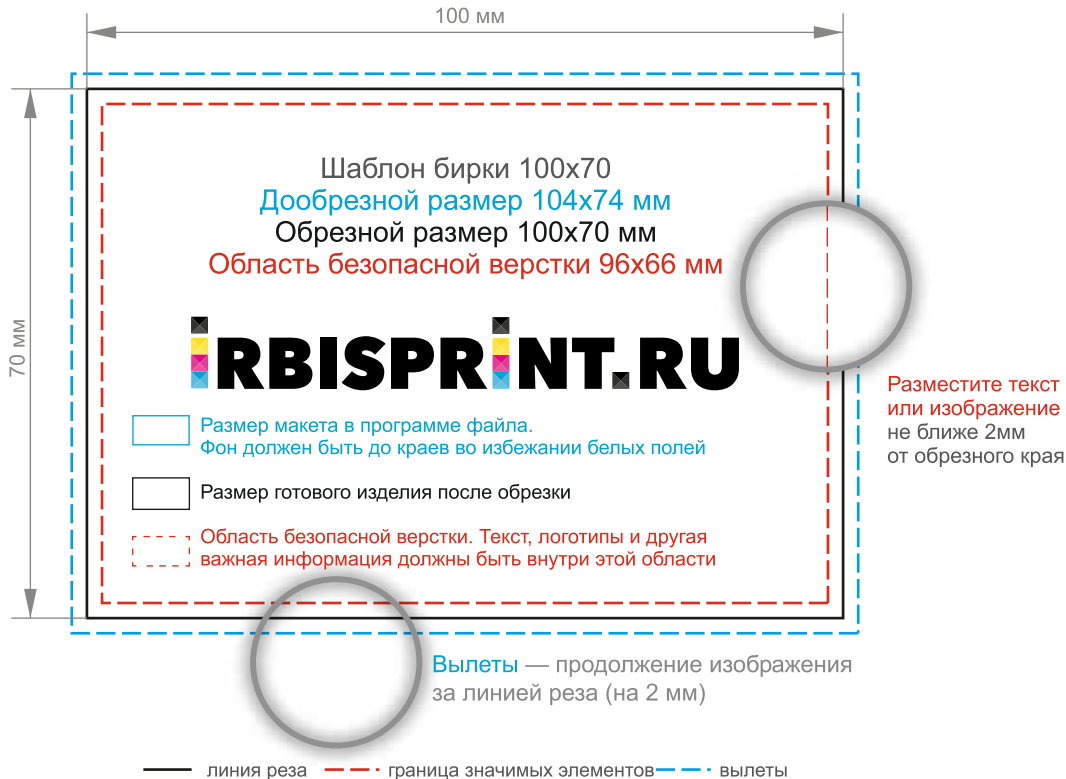 100 мм
70 мм
Шаблон бирки 100х70
Дообрезной размер 104х74 мм
Обрезной размер 100х70 мм
Область безопасной верстки 96х66 мм
iRBISPRiNT.RU
Размер макета в программе файла.
Фон должен быть до краев во избежании белых полей
Размер готового изделия после обрезки
Область безопасной верстки. Текст, логотипы и другая
важная информация должны быть внутри этой области
Разместите текст
или изображение
не ближе 2мм
от обрезного края
Вылеты — продолжение изображения
за линией реза (на 2 мм)
линия реза граница значимых элементов вылеты